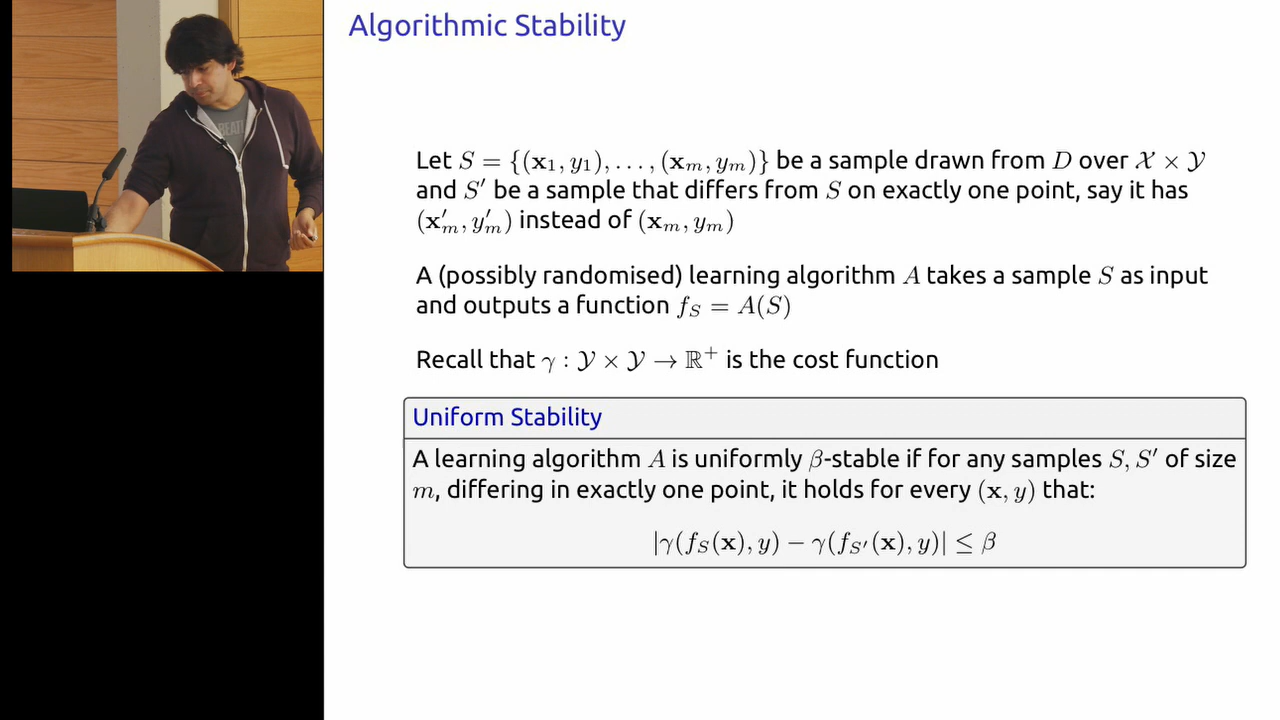 Algorithmic Stability
Let S = {(x₁, y₁), . . . , (xₘ, yₘ)} be a sample drawn from D over 𝒳 × 𝒴
and S′ be a sample that differs from S on exactly one point, say it has
(x′ₘ, y′ₘ) instead of (xₘ, yₘ)
A (possibly randomised) learning algorithm A takes a sample S as input
and outputs a function f_S = A(S)
Recall that γ : 𝒴 × 𝒴 → ℝ⁺ is the cost function
Uniform Stability
A learning algorithm A is uniformly β-stable if for any samples S, S′ of size
m, differing in exactly one point, it holds for every (x, y) that:
|γ(f_S(x), y) − γ(f_S′(x), y)| ≤ β